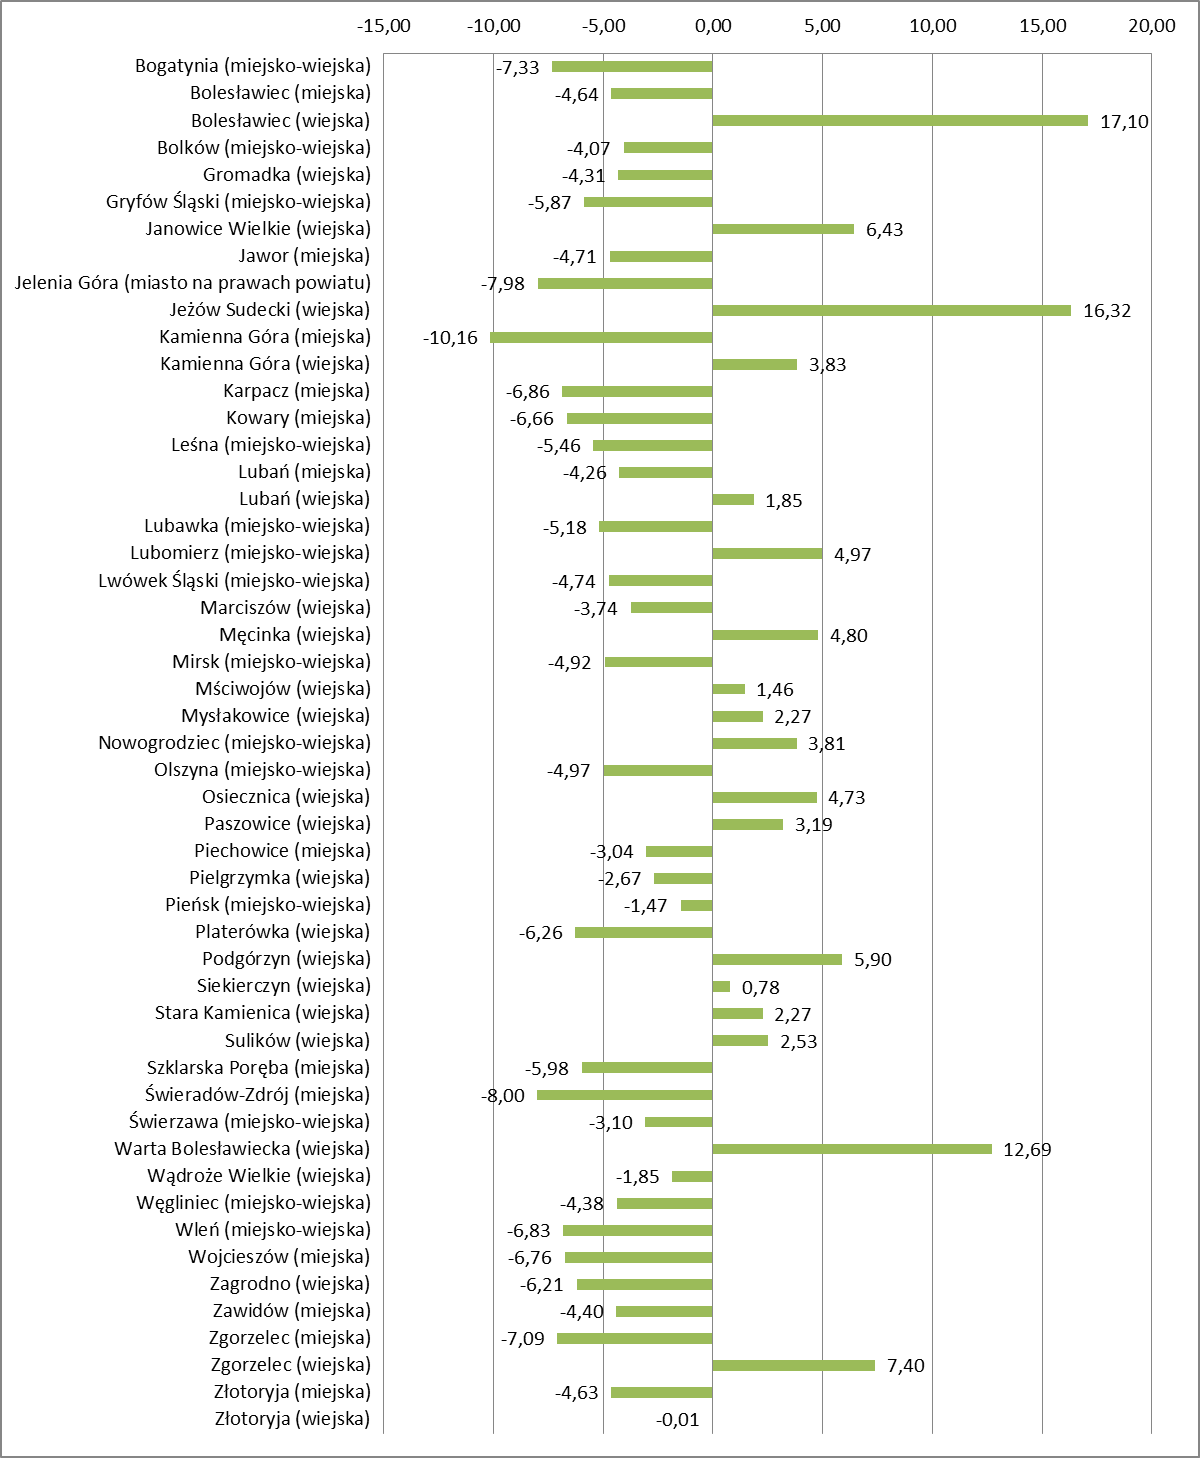 -15,00 -10,00 -5,00 0,00 5,00 10,00 15,00 20,00
Bogatynia (miejsko-wiejska) -7,33
Bolesławiec (miejska) -4,64
Bolesławiec (wiejska) 17,10
Bolków (miejsko-wiejska) -4,07
Gromadka (wiejska) -4,31
Gryfów Śląski (miejsko-wiejska) -5,87
Janowice Wielkie (wiejska) 6,43
Jawor (miejska) -4,71
Jelenia Góra (miasto na prawach powiatu) -7,98
Jeżów Sudecki (wiejska) 16,32
Kamienna Góra (miejska) -10,16
Kamienna Góra (wiejska) 3,83
Karpacz (miejska) -6,86
Kowary (miejska) -6,66
Leśna (miejsko-wiejska) -5,46
Lubań (miejska) -4,26
Lubań (wiejska) 1,85
Lubawka (miejsko-wiejska) -5,18
Lubomierz (miejsko-wiejska) 4,97
Lwówek Śląski (miejsko-wiejska) -4,74
Marciszów (wiejska) -3,74
Męcinka (wiejska) 4,80
Mirsk (miejsko-wiejska) -4,92
Mściwojów (wiejska) 1,46
Mysłakowice (wiejska) 2,27
Nowogrodziec (miejsko-wiejska) 3,81
Olszyna (miejsko-wiejska) -4,97
Osiecznica (wiejska) 4,73
Paszowice (wiejska) 3,19
Piechowice (miejska) -3,04
Pielgrzymka (wiejska) -2,67
Pieńsk (miejsko-wiejska) -1,47
Platerówka (wiejska) -6,26
Podgórzyn (wiejska) 5,90
Siekierczyn (wiejska) 0,78
Stara Kamienica (wiejska) 2,27
Sulików (wiejska) 2,53
Szklarska Poręba (miejska) -5,98
Świeradów-Zdrój (miejska) -8,00
Świerzawa (miejsko-wiejska) -3,10
Warta Bolesławiecka (wiejska) 12,69
Wądroże Wielkie (wiejska) -1,85
Węgliniec (miejsko-wiejska) -4,38
Wleń (miejsko-wiejska) -6,83
Wojcieszów (miejska) -6,76
Zagrodno (wiejska) -6,21
Zawidów (miejska) -4,40
Zgorzelec (miejska) -7,09
Zgorzelec (wiejska) 7,40
Złotoryja (miejska) -4,63
Złotoryja (wiejska) -0,01